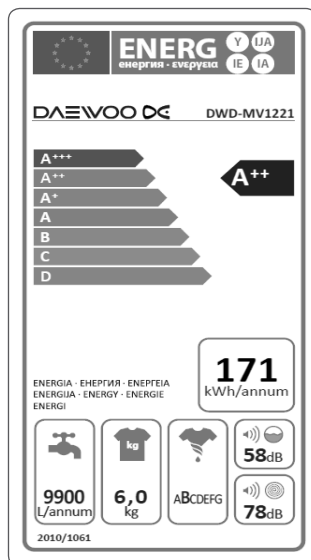 ENERG
енергия · ενεργεια
Y IJA
IE IA
DAEWOO
DWD-MV1221
A+++
A++
A+
A
B
C
D
A++
171
kWh/annum
ENERGIA · ЕНЕРГИЯ · ΕΝΕΡΓΕΙΑ
ENERGIJA · ENERGY · ENERGIE
ENERGI
9900
L/annum
kg
6,0
kg
ABCDEFG
58dB
78dB
2010/1061